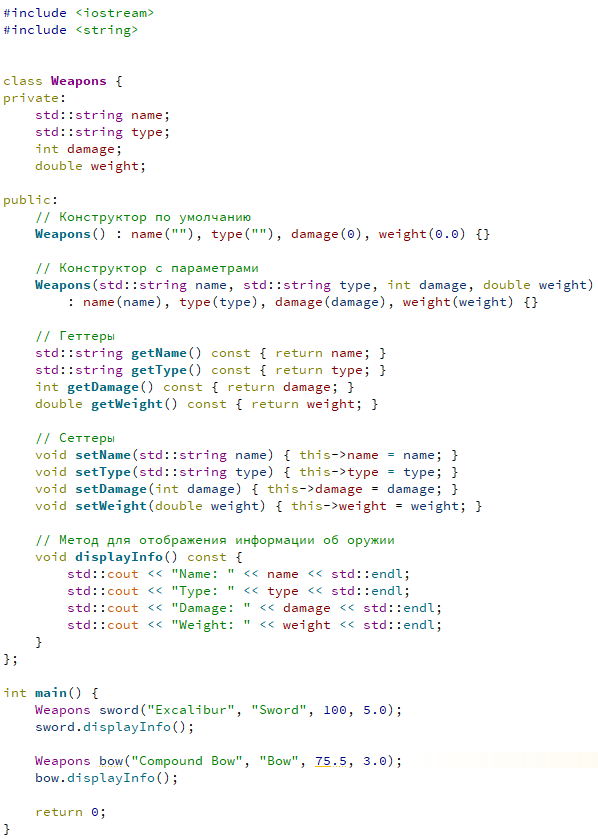 #include <iostream>
#include <string>


class Weapons {
private:
    std::string name;
    std::string type;
    int damage;
    double weight;

public:
    // Конструктор по умолчанию
    Weapons() : name(""), type(""), damage(0), weight(0.0) {}

    // Конструктор с параметрами
    Weapons(std::string name, std::string type, int damage, double weight)
        : name(name), type(type), damage(damage), weight(weight) {}

    // Геттеры
    std::string getName() const { return name; }
    std::string getType() const { return type; }
    int getDamage() const { return damage; }
    double getWeight() const { return weight; }

    // Сеттеры
    void setName(std::string name) { this->name = name; }
    void setType(std::string type) { this->type = type; }
    void setDamage(int damage) { this->damage = damage; }
    void setWeight(double weight) { this->weight = weight; }

    // Метод для отображения информации об оружии
    void displayInfo() const {
        std::cout << "Name: " << name << std::endl;
        std::cout << "Type: " << type << std::endl;
        std::cout << "Damage: " << damage << std::endl;
        std::cout << "Weight: " << weight << std::endl;
    }
};

int main() {
    Weapons sword("Excalibur", "Sword", 100, 5.0);
    sword.displayInfo();

    Weapons bow("Compound Bow", "Bow", 75.5, 3.0);
    bow.displayInfo();

    return 0;
}